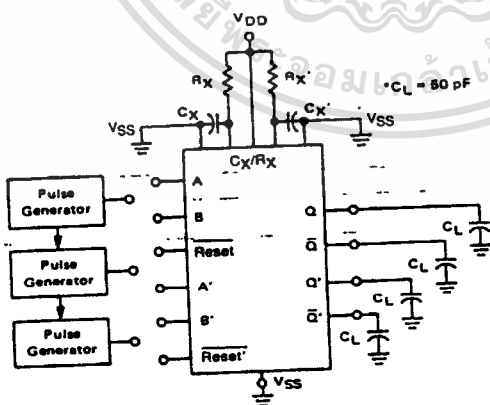 VDD
RX
RX'
*CL = 50 pF
VSS
CX
CX'
VSS
CX/RX
Pulse
Generator
Pulse
Generator
Pulse
Generator
A
B
Reset
A'
B'
Reset'
Q
Q̅
Q'
Q̅'
CL
CL
CL
CL
VSS